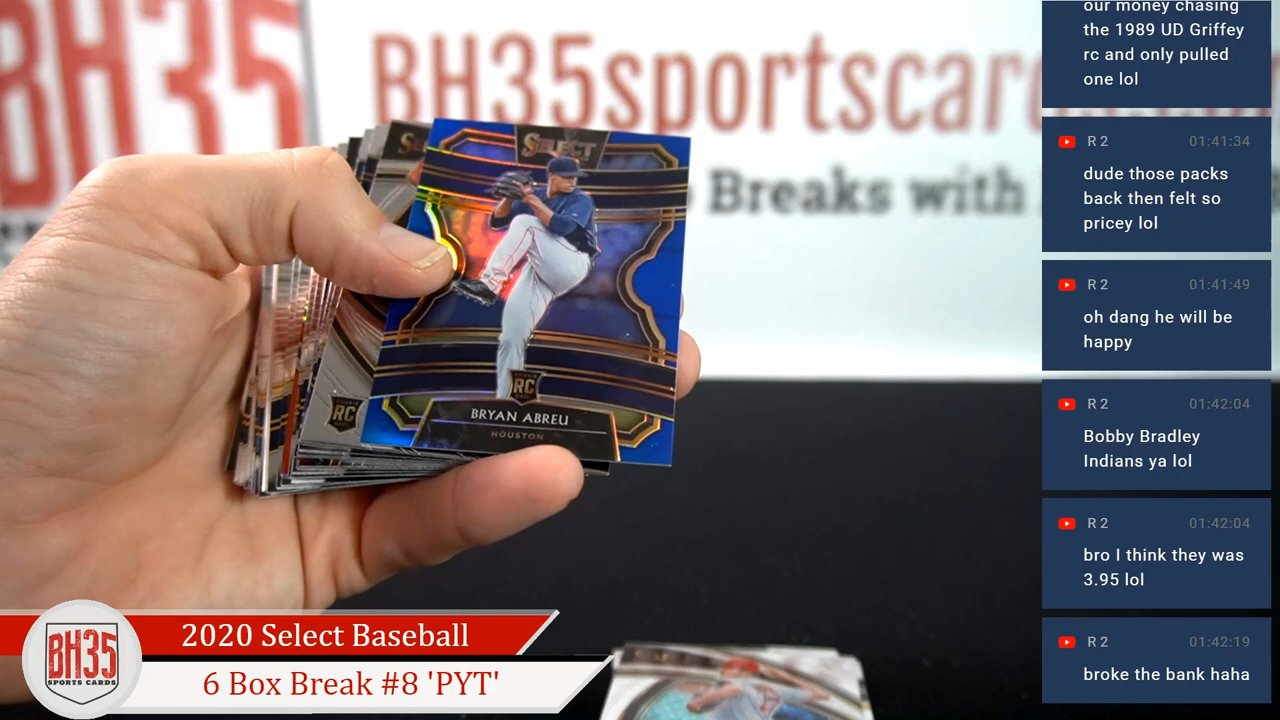 BH35
BH35sportscar
Breaks with
SELECT
RC
RC
BRYAN ABREU
HOUSTON
2020 Select Baseball
6 Box Break #8 'PYT'
BH35
SPORTS CARDS
our money chasing
the 1989 UD Griffey
rc and only pulled
one lol
R 2 01:41:34
dude those packs
back then felt so
pricey lol
R 2 01:41:49
oh dang he will be
happy
R 2 01:42:04
Bobby Bradley
Indians ya lol
R 2 01:42:04
bro I think they was
3.95 lol
R 2 01:42:19
broke the bank haha